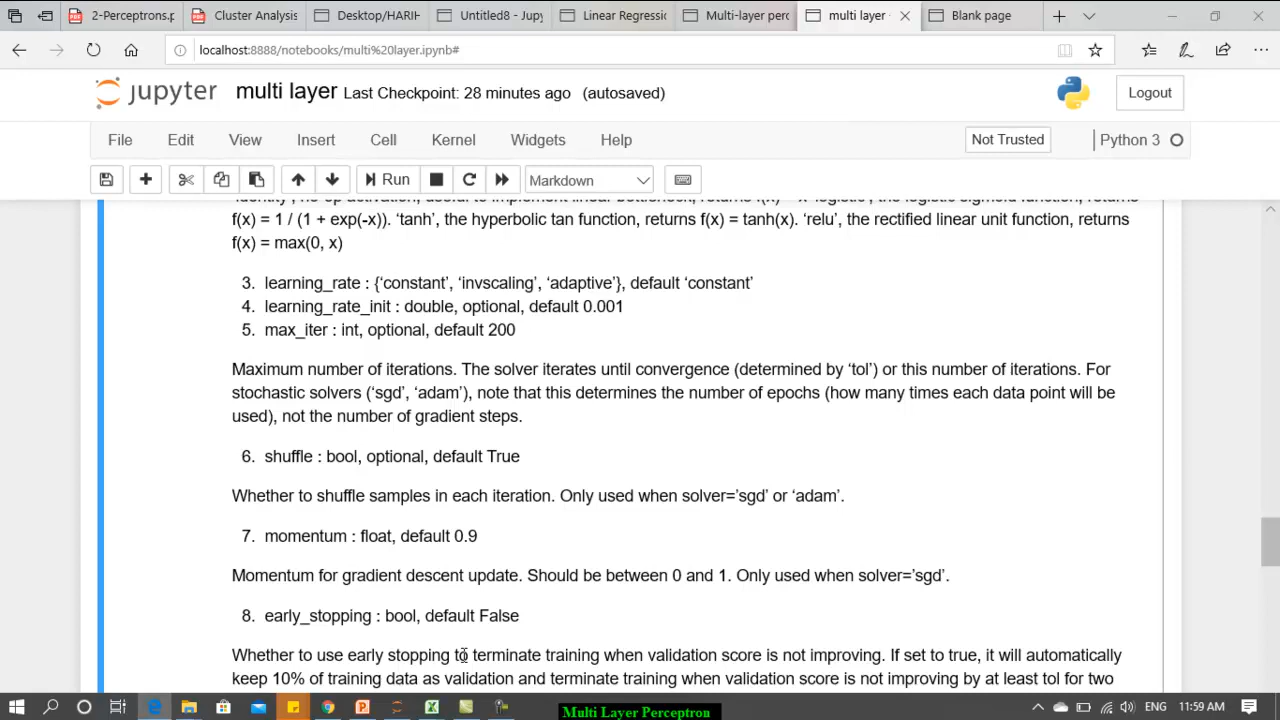 2-Perceptrons.p
Cluster Analysis
Desktop/HARIH
Untitled8 - Jupy
Linear Regressic
Multi-layer perc
multi layer
Blank page
localhost:8888/notebooks/multi%20layer.ipynb#
jupyter multi layer Last Checkpoint: 28 minutes ago (autosaved)
Logout
File Edit View Insert Cell Kernel Widgets Help
Not Trusted
Python 3
Run
Markdown
f(x) = 1 / (1 + exp(-x)). ‘tanh’, the hyperbolic tan function, returns f(x) = tanh(x). ‘relu’, the rectified linear unit function, returns
f(x) = max(0, x)
3. learning_rate : {‘constant’, ‘invscaling’, ‘adaptive’}, default ‘constant’
4. learning_rate_init : double, optional, default 0.001
5. max_iter : int, optional, default 200
Maximum number of iterations. The solver iterates until convergence (determined by ‘tol’) or this number of iterations. For
stochastic solvers (‘sgd’, ‘adam’), note that this determines the number of epochs (how many times each data point will be
used), not the number of gradient steps.
6. shuffle : bool, optional, default True
Whether to shuffle samples in each iteration. Only used when solver=’sgd’ or ‘adam’.
7. momentum : float, default 0.9
Momentum for gradient descent update. Should be between 0 and 1. Only used when solver=’sgd’.
8. early_stopping : bool, default False
Whether to use early stopping to terminate training when validation score is not improving. If set to true, it will automatically
keep 10% of training data as validation and terminate training when validation score is not improving by at least tol for two
ENG 11:59 AM
Multi Layer Perceptron